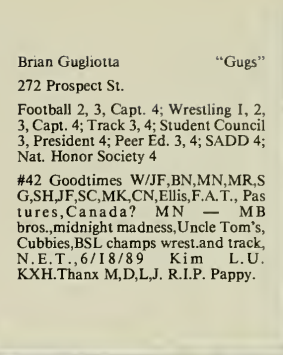 Brian Gugliotta "Gugs"
272 Prospect St.
Football 2, 3, Capt. 4; Wrestling I, 2,
3, Capt. 4; Track 3, 4; Student Council
3, President 4; Peer Ed. 3, 4; SADD 4;
Nat. Honor Society 4
#42 Goodtimes W/JF,BN,MN,MR,S
G,SH,JF,SC,MK,CN,Ellis,F.A.T., Pas
tures,Canada? MN — MB
bros.,midnight madness,Uncle Tom's,
Cubbies,BSL champs wrest.and track,
N.E.T.,6/18/89 Kim L.U.
KXH.Thanx M,D,L,J. R.I.P. Pappy.